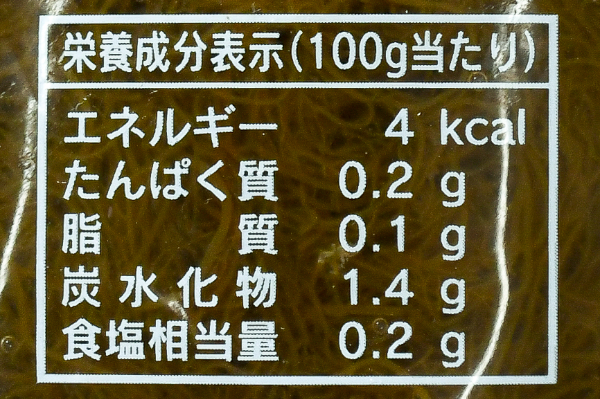 栄養成分表示(100g当たり)
エネルギー 4 kcal
たんぱく質 0.2 g
脂質 0.1 g
炭水化物 1.4 g
食塩相当量 0.2 g